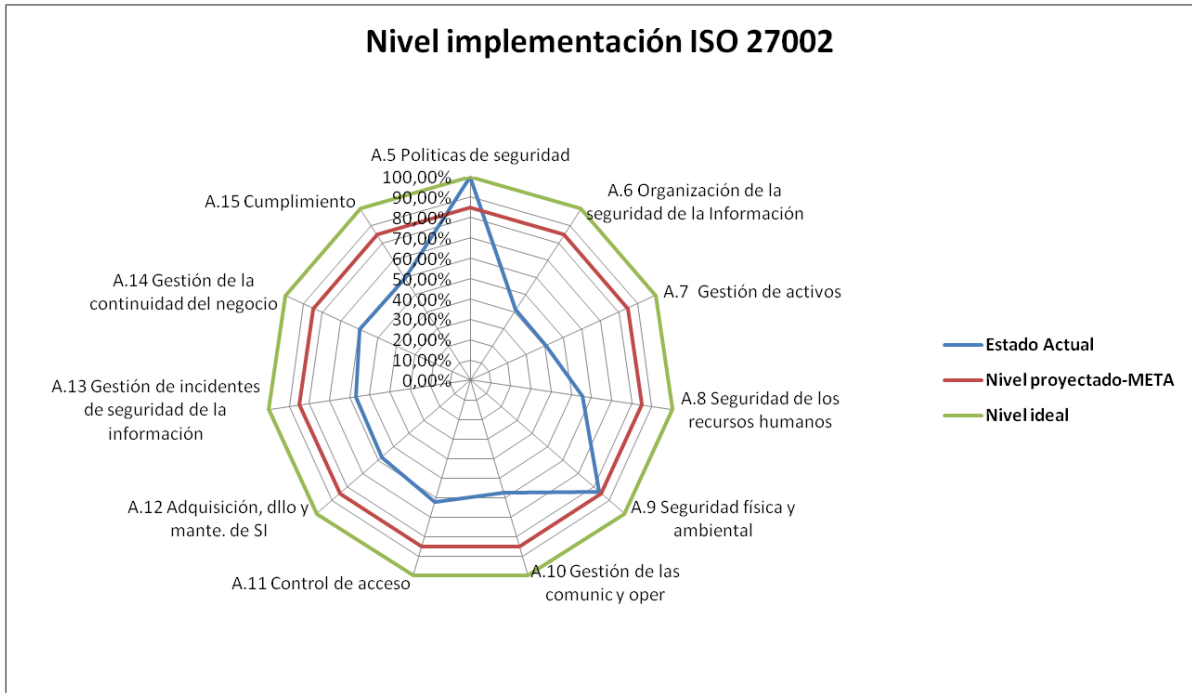 Nivel implementación ISO 27002
A.5 Politicas de seguridad
100,00%
90,00%
80,00%
70,00%
60,00%
50,00%
40,00%
30,00%
20,00%
10,00%
0,00%
A.6 Organización de la
seguridad de la Información
A.7 Gestión de activos
A.8 Seguridad de los
recursos humanos
A.9 Seguridad física y
ambiental
A.10 Gestión de las
comunic y oper
A.11 Control de acceso
A.12 Adquisición, dllo y
mante. de SI
A.13 Gestión de incidentes
de seguridad de la
información
A.14 Gestión de la
continuidad del negocio
A.15 Cumplimiento
Estado Actual
Nivel proyectado-META
Nivel ideal